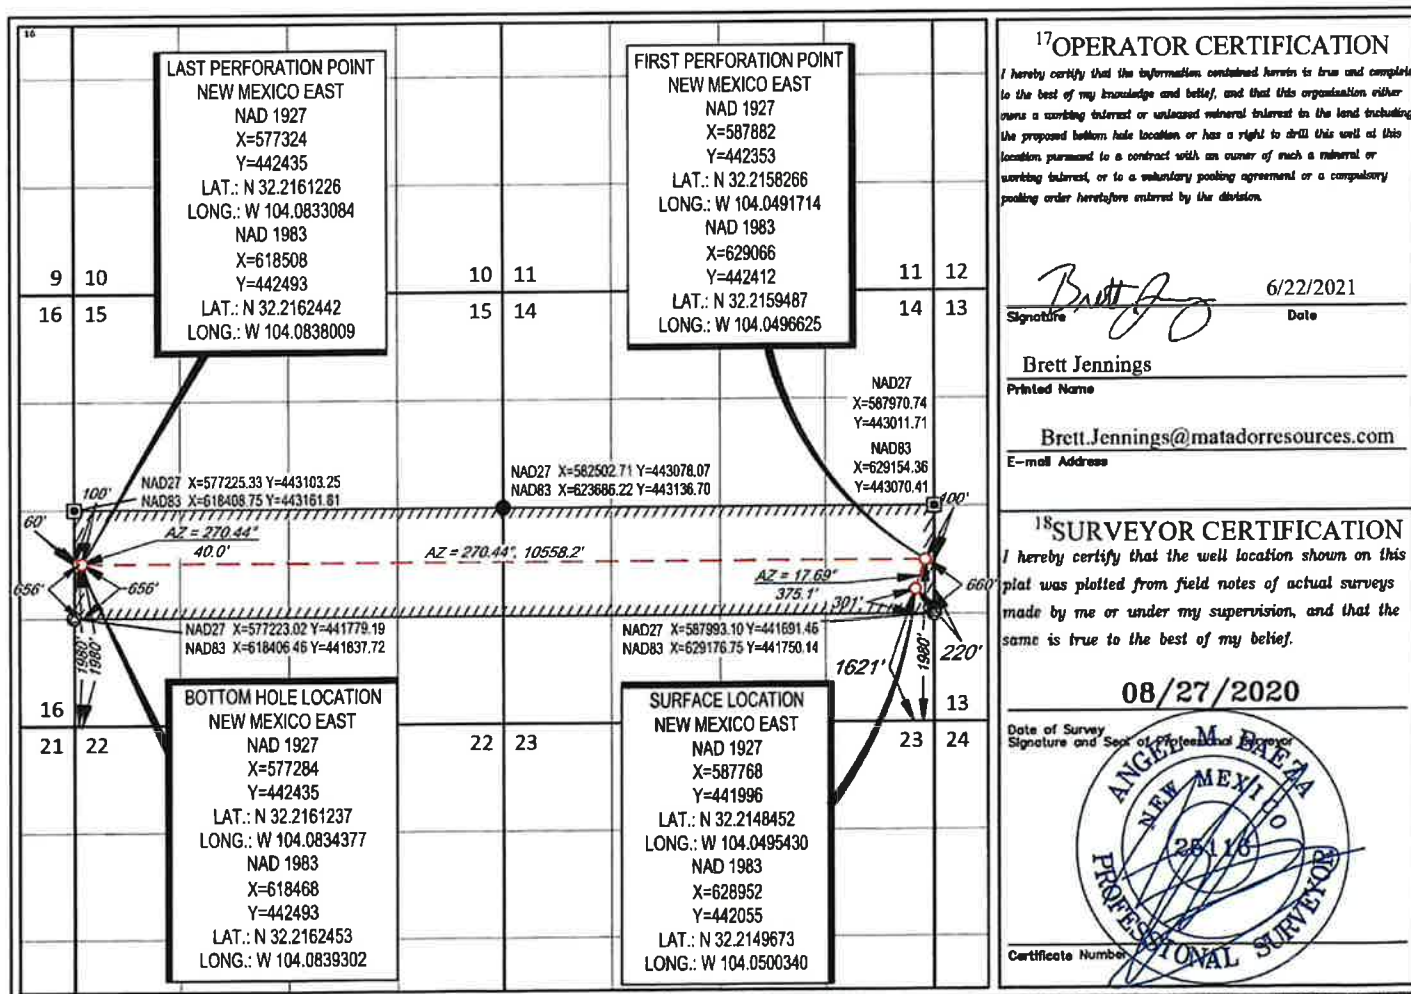 16
LAST PERFORATION POINT
NEW MEXICO EAST
NAD 1927
X=577324
Y=442435
LAT.: N 32.2161226
LONG.: W 104.0833084
NAD 1983
X=618508
Y=442493
LAT.: N 32.2162442
LONG.: W 104.0838009
FIRST PERFORATION POINT
NEW MEXICO EAST
NAD 1927
X=587882
Y=442353
LAT.: N 32.2158266
LONG.: W 104.0491714
NAD 1983
X=629066
Y=442412
LAT.: N 32.2159487
LONG.: W 104.0496625
9 10
16 15
10 11
15 14
11 12
14 13
NAD27
X=587970.74
Y=443011.71
NAD83
X=629154.36
Y=443070.41
NAD27 X=577225.33 Y=443103.25
NAD83 X=618408.75 Y=443161.81
NAD27 X=582502.71 Y=443078.07
NAD83 X=623686.22 Y=443136.70
100'
100'
60'
AZ = 270.44°
40.0'
AZ = 270.44°, 10558.2'
AZ = 17.69°
375.1'
656'
656'
660'
301'
NAD27 X=577223.02 Y=441779.19
NAD83 X=618406.46 Y=441837.72
NAD27 X=587993.10 Y=441691.46
NAD83 X=629176.75 Y=441750.14
1980'
1980'
1621'
1980'
220'
16
21 22
22 23
13
23 24
BOTTOM HOLE LOCATION
NEW MEXICO EAST
NAD 1927
X=577284
Y=442435
LAT.: N 32.2161237
LONG.: W 104.0834377
NAD 1983
X=618468
Y=442493
LAT.: N 32.2162453
LONG.: W 104.0839302
SURFACE LOCATION
NEW MEXICO EAST
NAD 1927
X=587768
Y=441996
LAT.: N 32.2148452
LONG.: W 104.0495430
NAD 1983
X=628952
Y=442055
LAT.: N 32.2149673
LONG.: W 104.0500340
17OPERATOR CERTIFICATION
I hereby certify that the information contained herein is true and complete
to the best of my knowledge and belief, and that this organization either
owns a working interest or unleased mineral interest in the land including
the proposed bottom hole location or has a right to drill this well at this
location pursuant to a contract with an owner of such a mineral or
working interest, or to a voluntary pooling agreement or a compulsory
pooling order heretofore entered by the division.
6/22/2021
Signature Date
Brett Jennings
Printed Name
Brett.Jennings@matadorresources.com
E-mail Address
18SURVEYOR CERTIFICATION
I hereby certify that the well location shown on this
plat was plotted from field notes of actual surveys
made by me or under my supervision, and that the
same is true to the best of my belief.
08/27/2020
Date of Survey
Signature and Seal of Professional Surveyor
ANGEL M. BAEZA
NEW MEXICO
25116
PROFESSIONAL SURVEYOR
Certificate Number